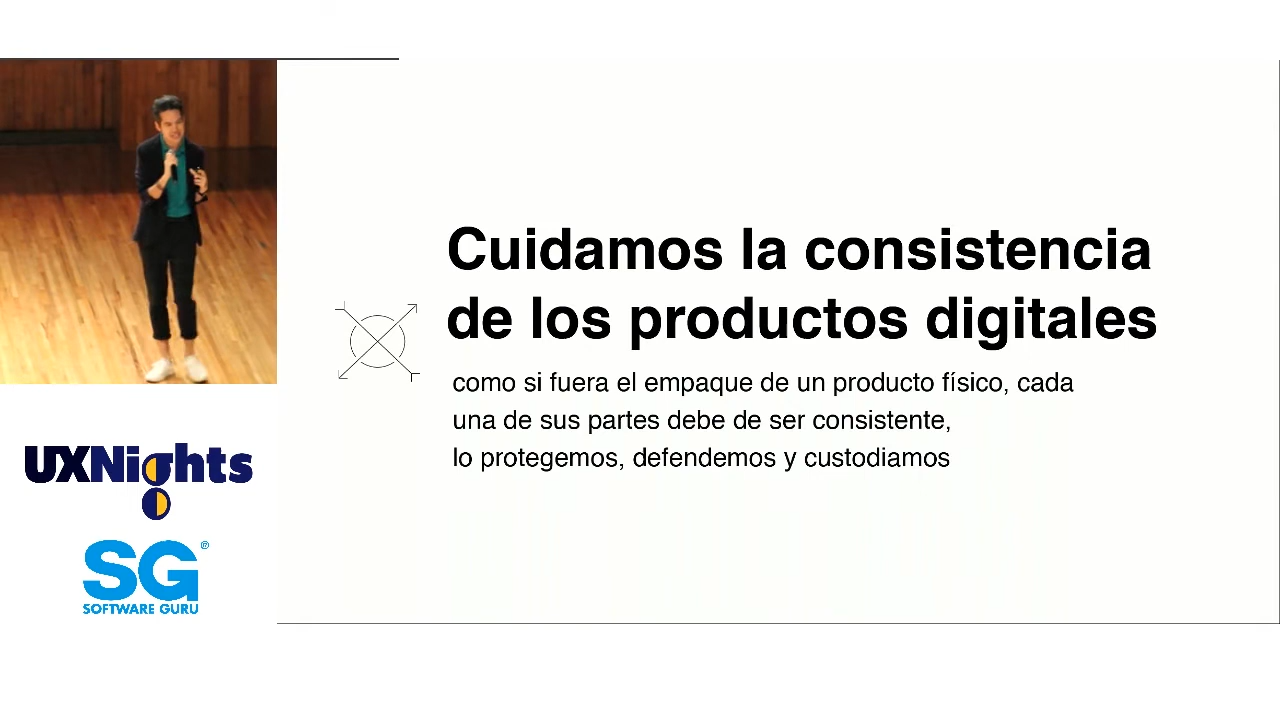 Cuidamos la consistencia
de los productos digitales
como si fuera el empaque de un producto físico, cada
una de sus partes debe de ser consistente,
lo protegemos, defendemos y custodiamos
UXNights
SG®
SOFTWARE GURU